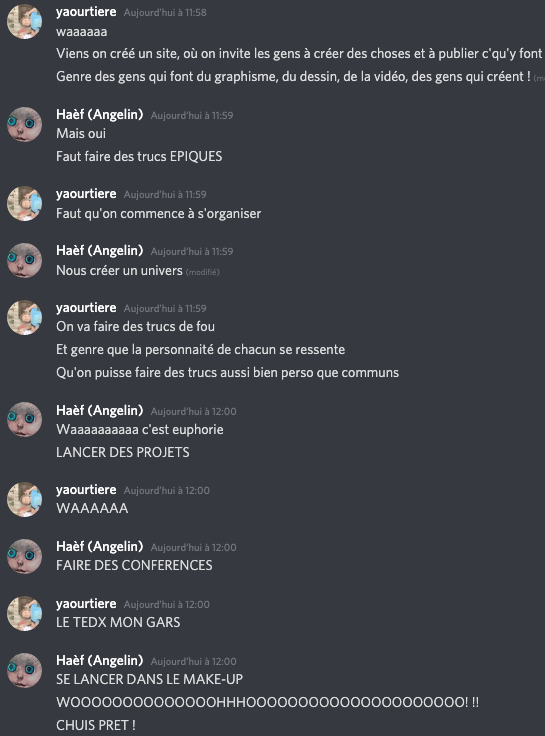 yaourtiere Aujourd'hui à 11:58
waaaaaa
Viens on créé un site, où on invite les gens à créer des choses et à publier c'qu'y font
Genre des gens qui font du graphisme, du dessin, de la vidéo, des gens qui créent !
Haèf (Angelin) Aujourd'hui à 11:59
Mais oui
Faut faire des trucs EPIQUES
yaourtiere Aujourd'hui à 11:59
Faut qu'on commence à s'organiser
Haèf (Angelin) Aujourd'hui à 11:59
Nous créer un univers (modifié)
yaourtiere Aujourd'hui à 11:59
On va faire des trucs de fou
Et genre que la personnaité de chacun se ressente
Qu'on puisse faire des trucs aussi bien perso que communs
Haèf (Angelin) Aujourd'hui à 12:00
Waaaaaaaaaa c'est euphorie
LANCER DES PROJETS
yaourtiere Aujourd'hui à 12:00
WAAAAAA
Haèf (Angelin) Aujourd'hui à 12:00
FAIRE DES CONFERENCES
yaourtiere Aujourd'hui à 12:00
LE TEDX MON GARS
Haèf (Angelin) Aujourd'hui à 12:00
SE LANCER DANS LE MAKE-UP
WOOOOOOOOOOOOOOHHHOOOOOOOOOOOOOOOOOOOOO! !!
CHUIS PRET !